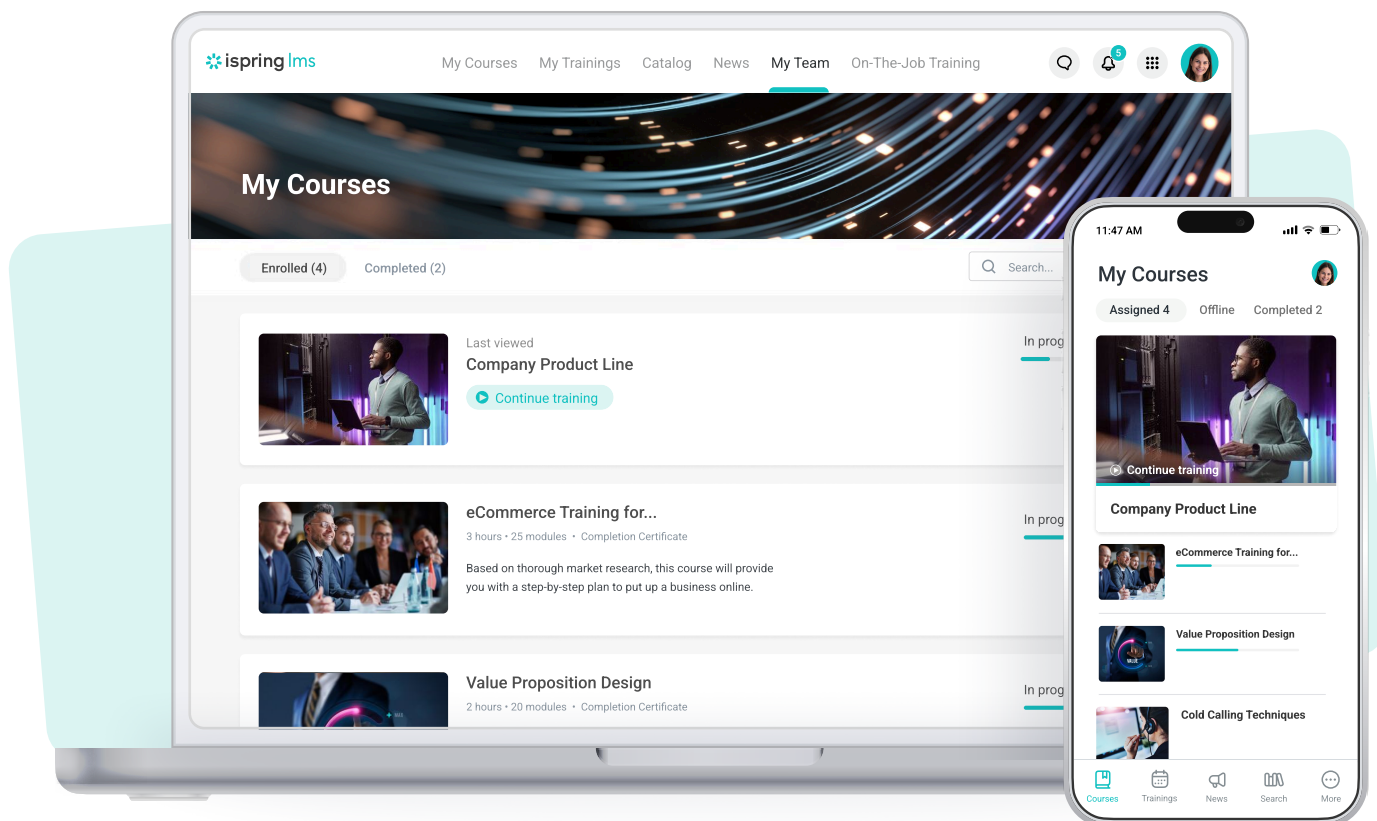 ispring lms
My Courses My Trainings Catalog News My Team On-The-Job Training
5
My Courses
Enrolled (4) Completed (2)
Search...
Last viewed
Company Product Line
Continue training
In prog
eCommerce Training for...
3 hours • 25 modules • Completion Certificate
Based on thorough market research, this course will provide
you with a step-by-step plan to put up a business online.
In prog
Value Proposition Design
2 hours • 20 modules • Completion Certificate
In prog
11:47 AM
My Courses
Assigned 4 Offline Completed 2
Continue training
Company Product Line
eCommerce Training for...
VALUE
Value Proposition Design
Cold Calling Techniques
Courses Trainings News Search More